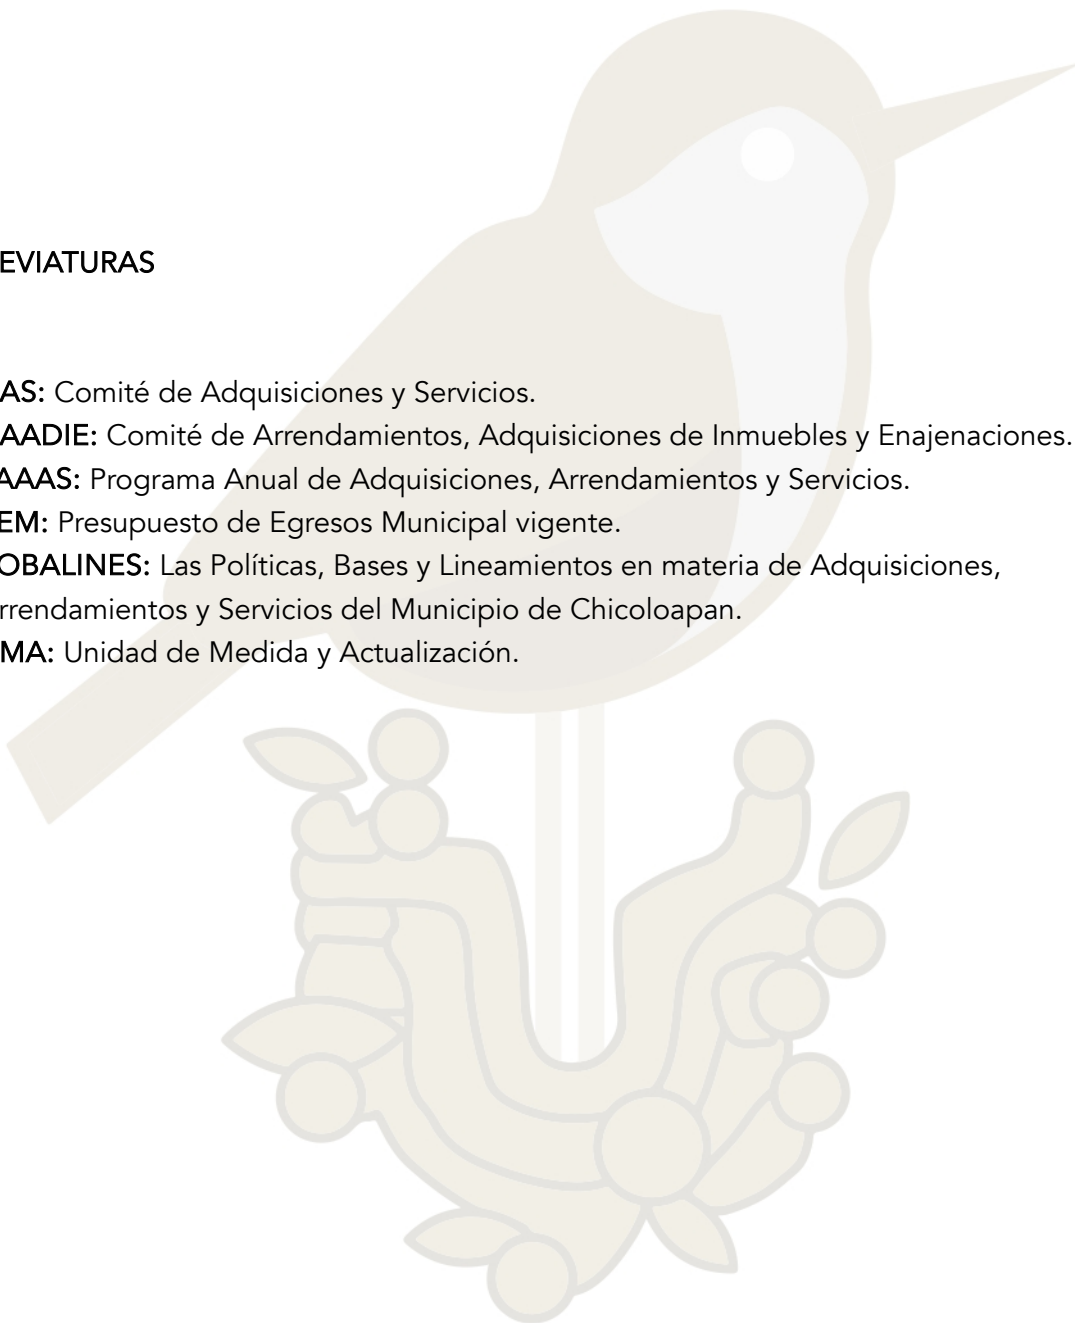 EVIATURAS
AS: Comité de Adquisiciones y Servicios.
AADIE: Comité de Arrendamientos, Adquisiciones de Inmuebles y Enajenaciones.
AAAS: Programa Anual de Adquisiciones, Arrendamientos y Servicios.
EM: Presupuesto de Egresos Municipal vigente.
OBALINES: Las Políticas, Bases y Lineamientos en materia de Adquisiciones,
rrendamientos y Servicios del Municipio de Chicoloapan.
MA: Unidad de Medida y Actualización.